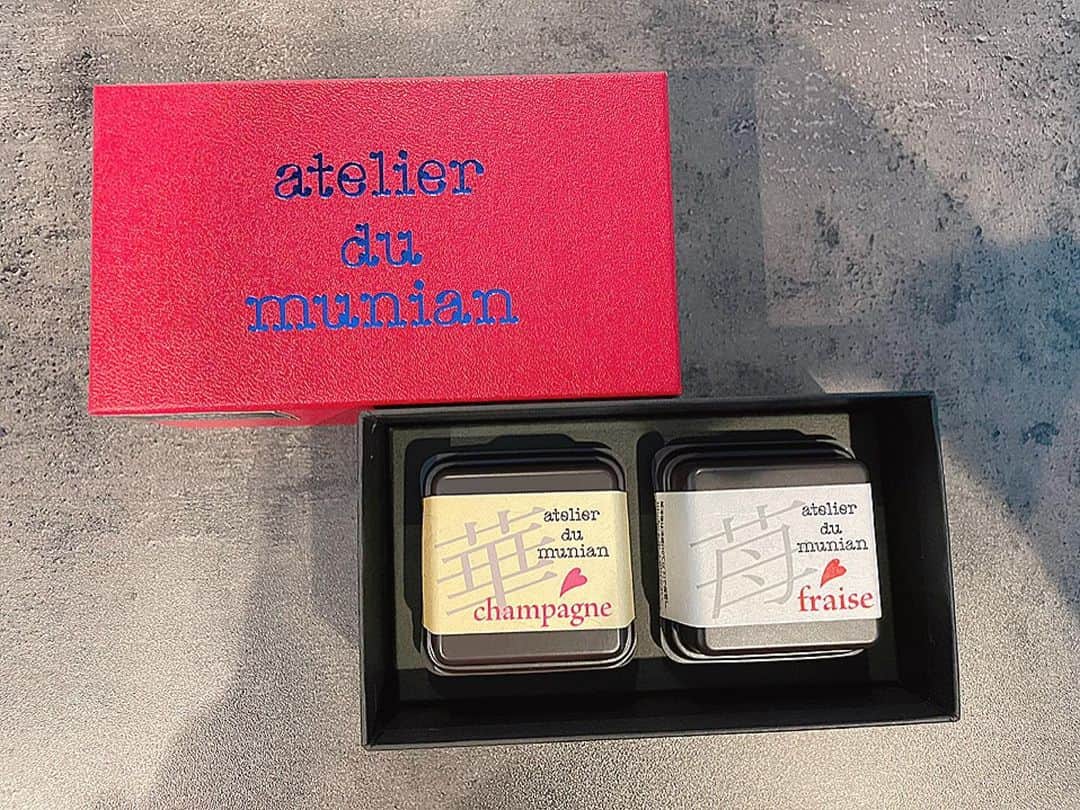 atelier
du
munian
華
atelier
du
munian
champagne
苺
atelier
du
munian
fraise